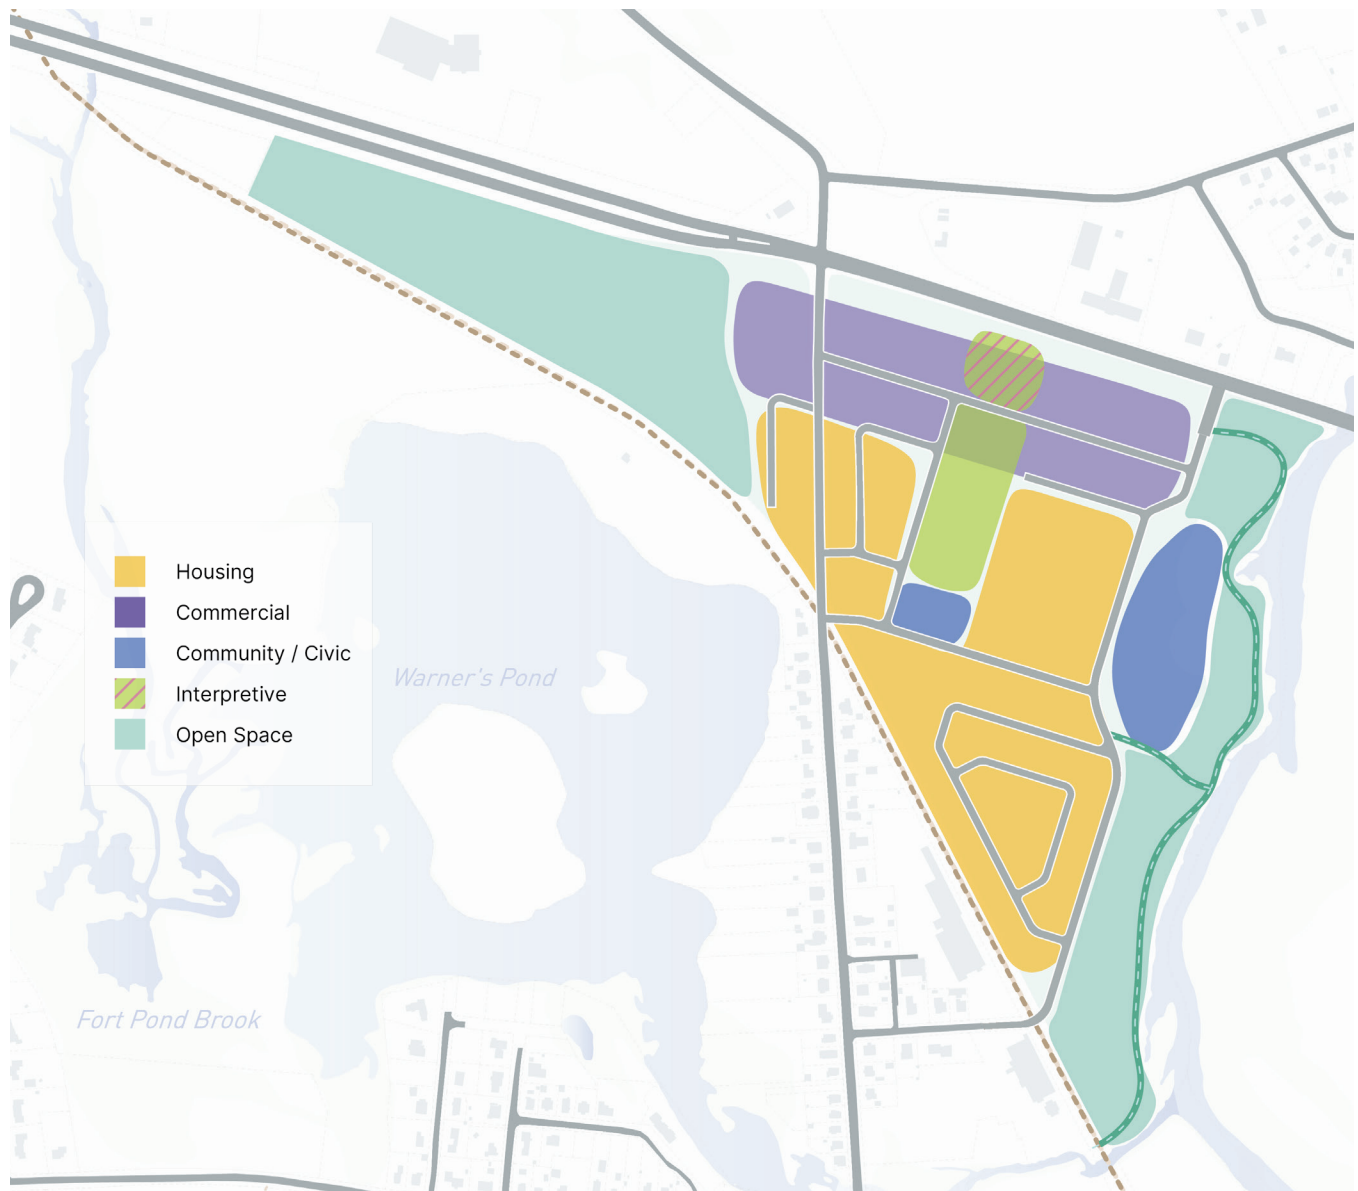 Housing
Commercial
Community / Civic
Interpretive
Open Space
Warner's Pond
Fort Pond Brook